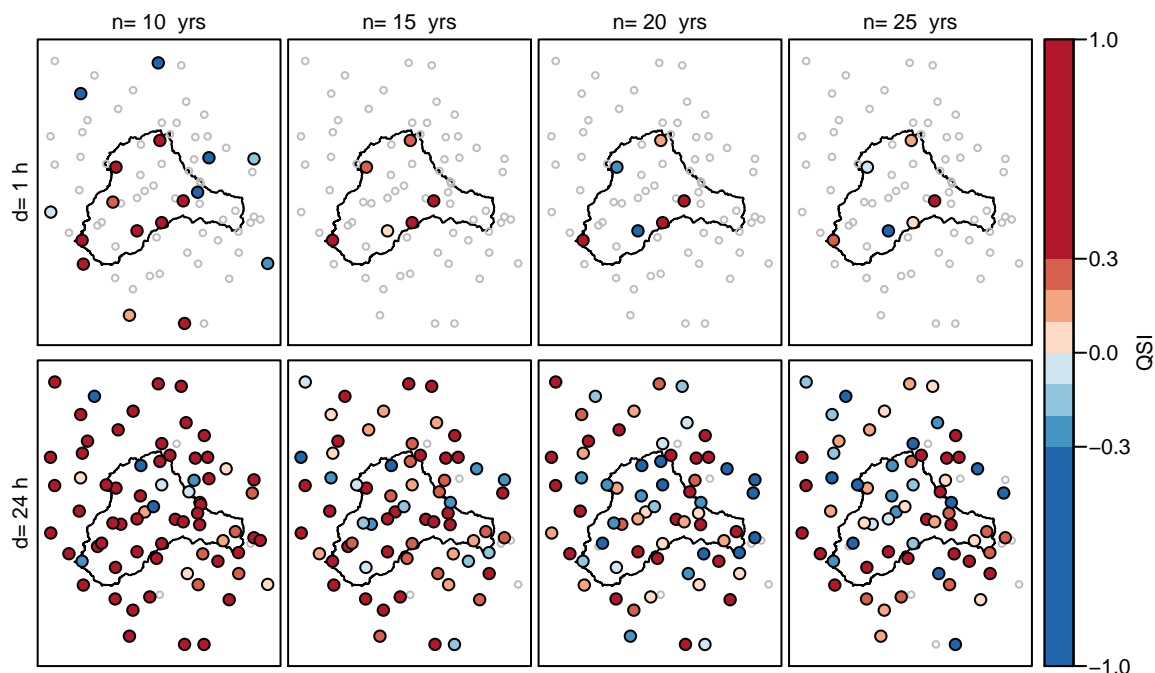 n= 10 yrs
n= 15 yrs
n= 20 yrs
n= 25 yrs
d= 1 h
d= 24 h
1.0
0.3
0.0
−0.3
−1.0
QSI